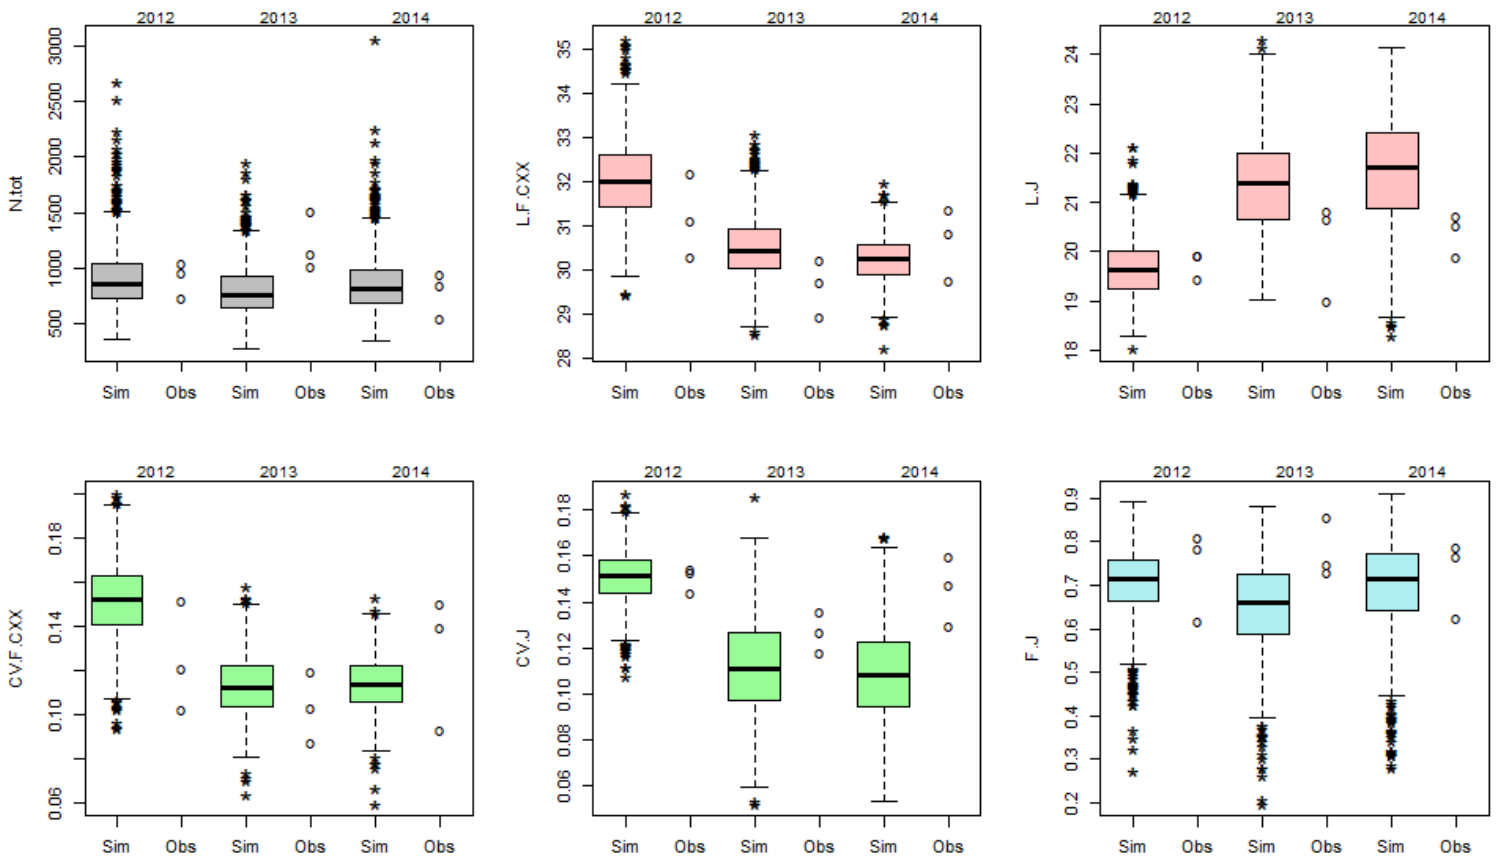 2012 2013 2014
N.tot
3000
2500
2000
1500
1000
500
Sim Obs Sim Obs Sim Obs
2012 2013 2014
L.F.CXX
35
34
33
32
31
30
29
28
Sim Obs Sim Obs Sim Obs
2012 2013 2014
L.J
24
23
22
21
20
19
18
Sim Obs Sim Obs Sim Obs
2012 2013 2014
CV.F.CXX
0.18
0.14
0.10
0.06
Sim Obs Sim Obs Sim Obs
2012 2013 2014
CV.J
0.18
0.16
0.14
0.12
0.10
0.08
0.06
Sim Obs Sim Obs Sim Obs
2012 2013 2014
F.J
0.9
0.8
0.7
0.6
0.5
0.4
0.3
0.2
Sim Obs Sim Obs Sim Obs